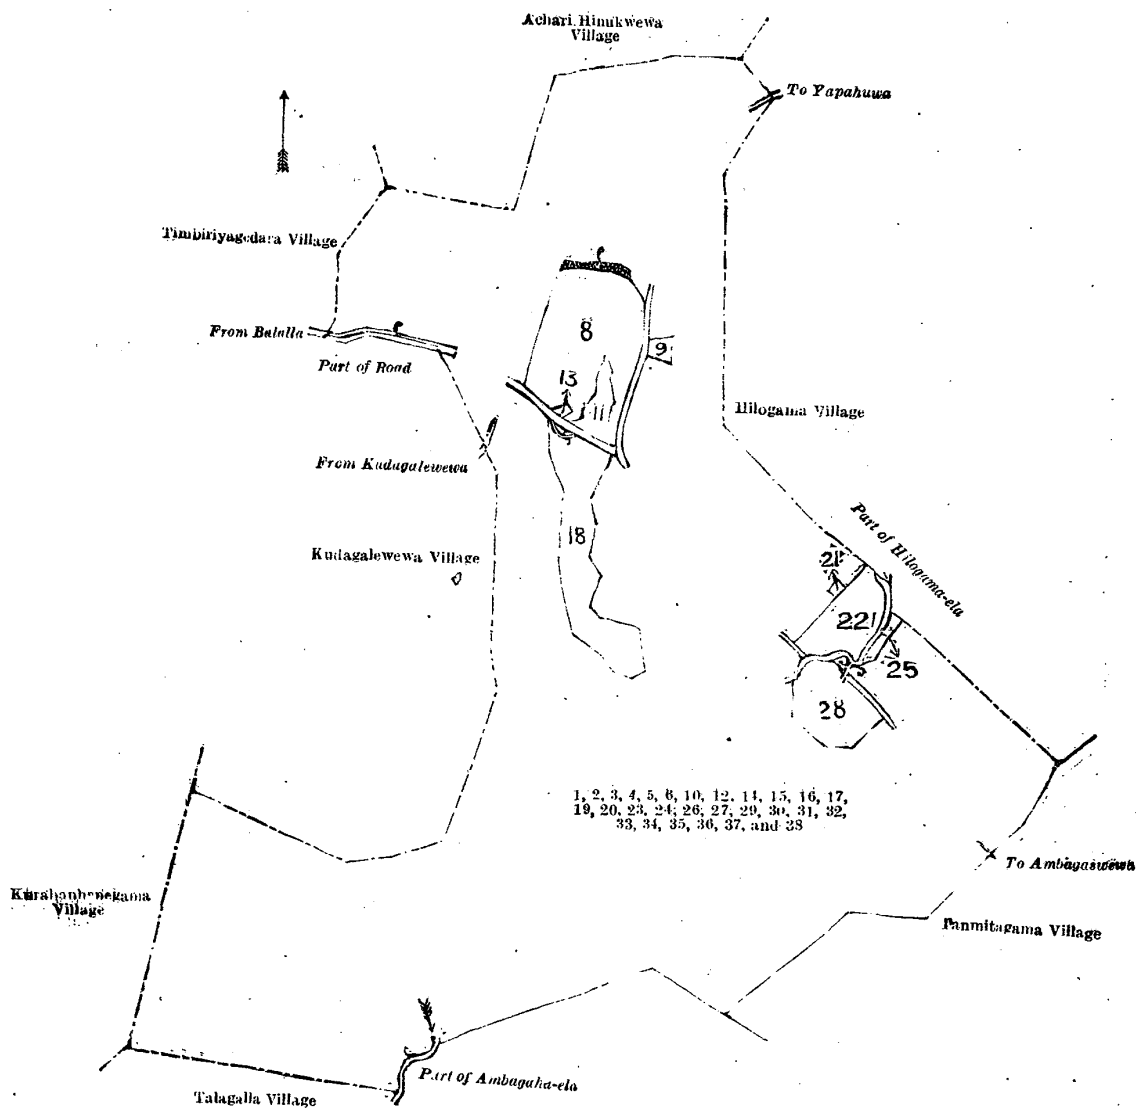 Achari Hinukwewa
Village
To Yapahuwa
Timbiriyagedara Village
From Balalla
Part of Road
8
9
13
11
Hilogama Village
From Kudagalewewa
18
Kudagalewewa Village
Part of Hilogama-ela
21
221
25
28
1, 2, 3, 4, 5, 6, 10, 12, 14, 15, 16, 17,
19, 20, 23, 24, 26, 27, 29, 30, 31, 32,
33, 34, 35, 36, 37, and 38
To Ambagaswewa
Village
Panmitagama Village
Part of Ambagaha-ela
Talagalla Village